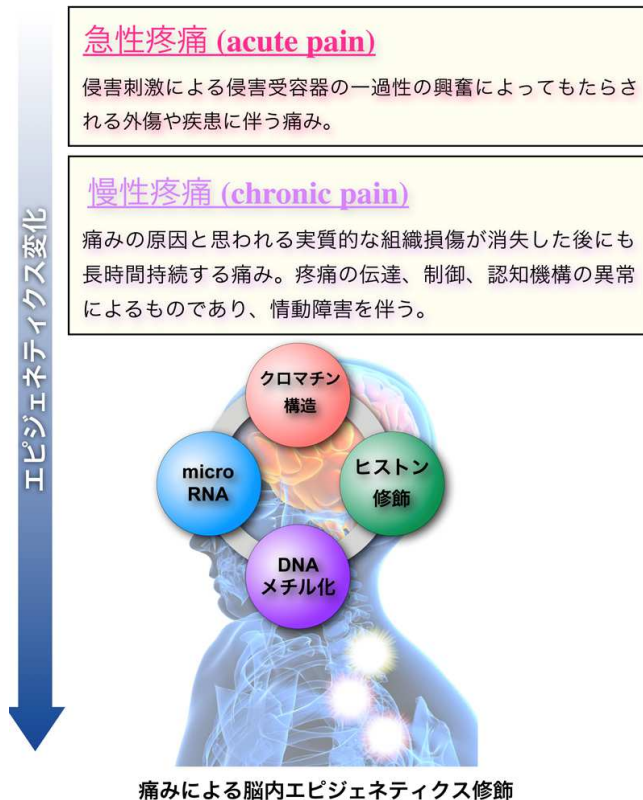 急性疼痛 (acute pain)
侵害刺激による侵害受容器の一過性の興奮によってもたらさ
れる外傷や疾患に伴う痛み。
慢性疼痛 (chronic pain)
痛みの原因と思われる実質的な組織損傷が消失した後にも
長時間持続する痛み。疼痛の伝達、制御、認知機構の異常
によるものであり、情動障害を伴う。
エピジェネティクス変化
クロマチン
構造
micro
RNA
ヒストン
修飾
DNA
メチル化
痛みによる脳内エピジェネティクス修飾